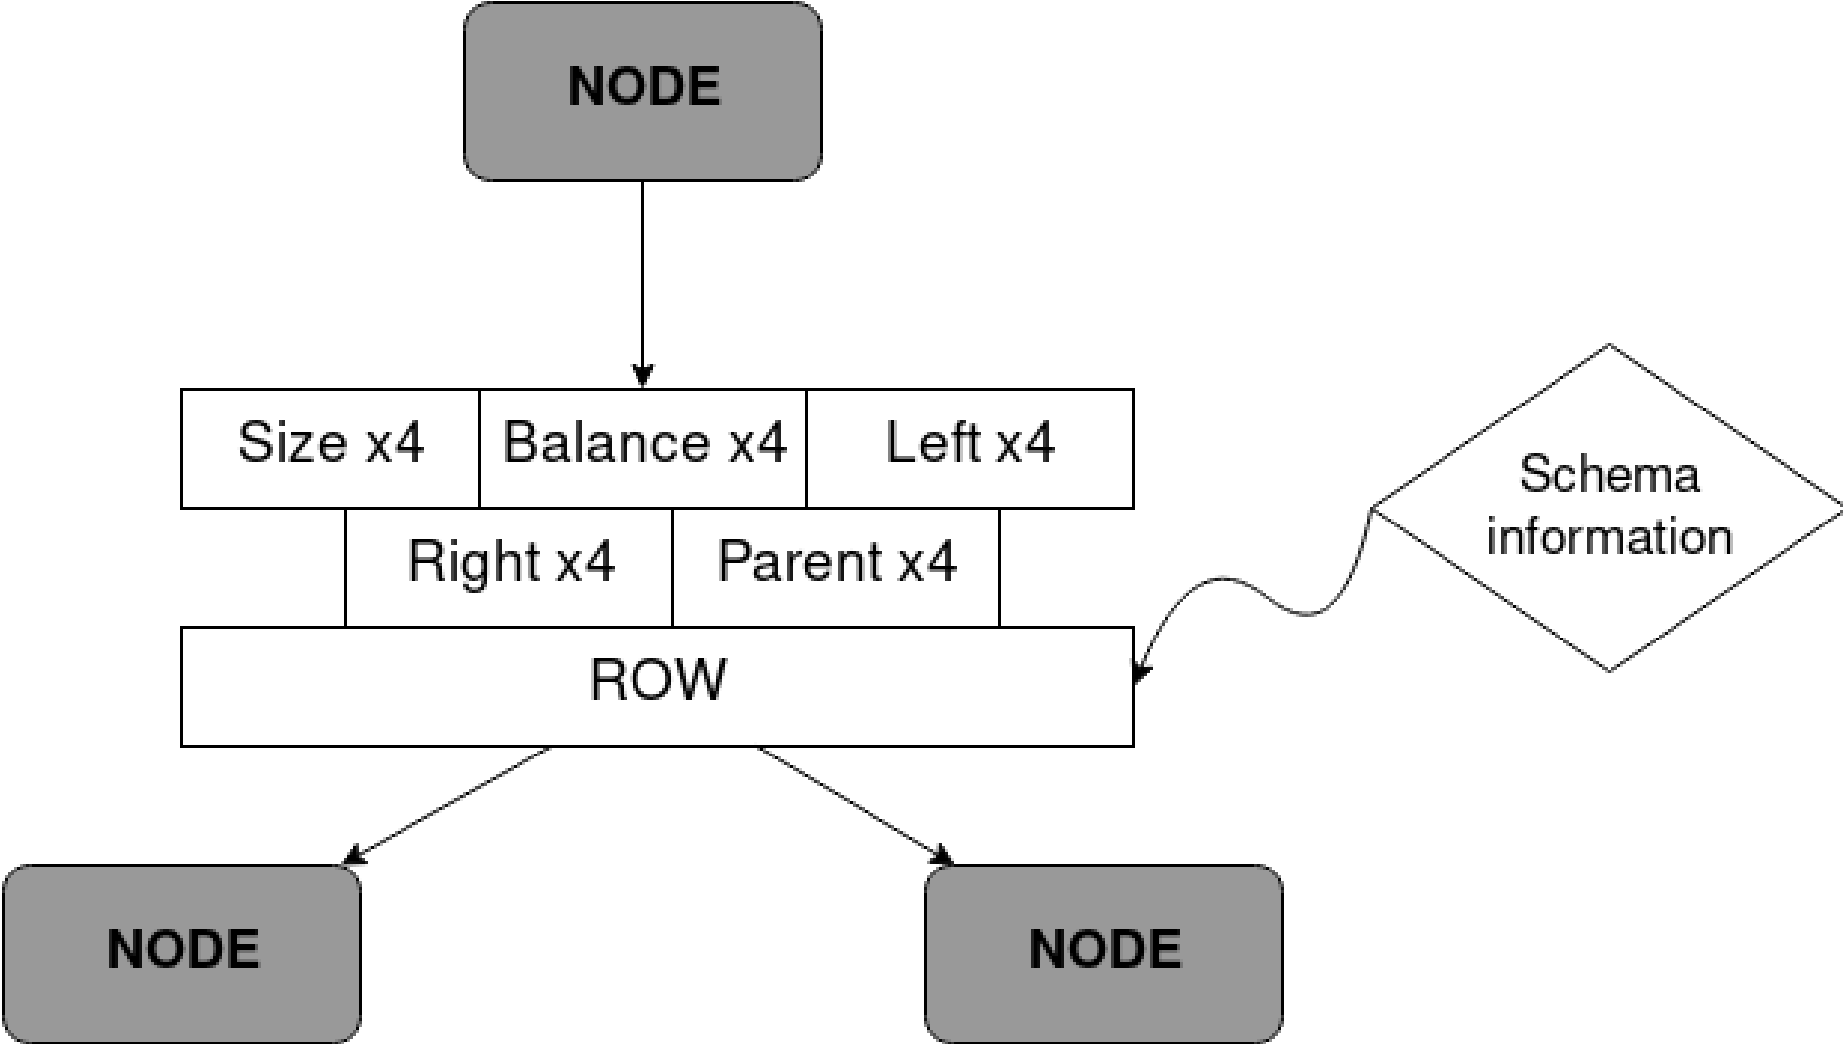 NODE
Size x4
Balance x4
Left x4
Right x4
Parent x4
ROW
Schema
information
NODE
NODE